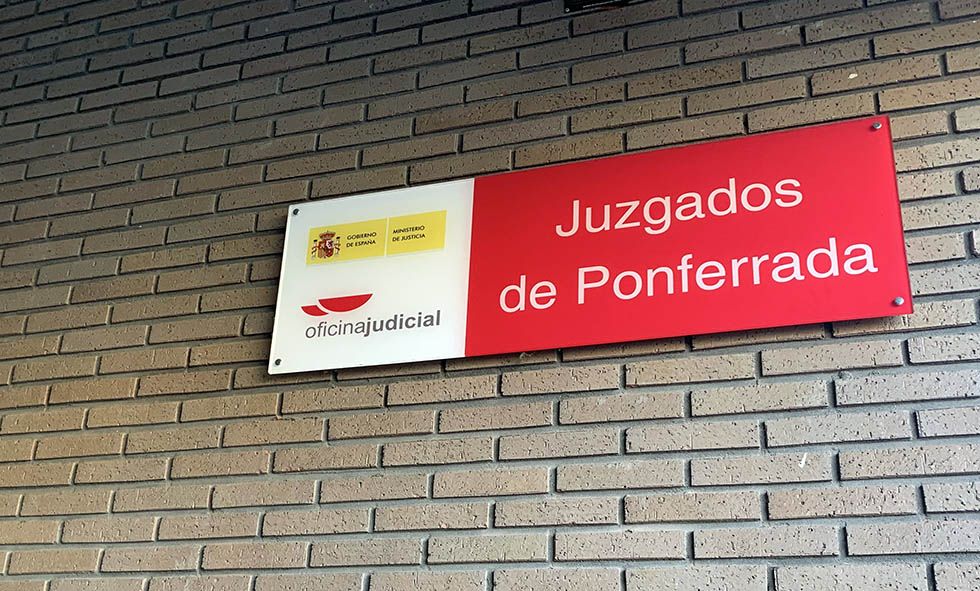 GOBIERNO
DE ESPAÑA
MINISTERIO
DE JUSTICIA
oficinajudicial
Juzgados
de Ponferrada